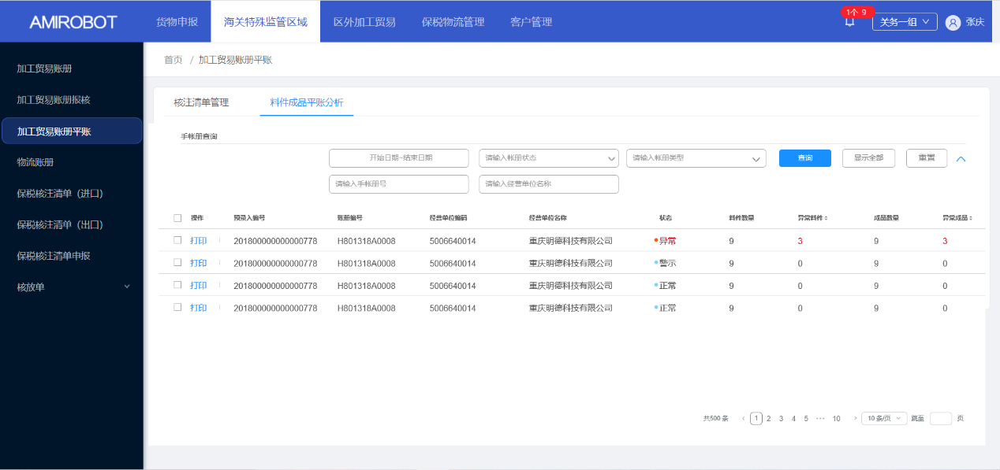 AMIROBOT 货物申报 海关特殊监管区域 区外加工贸易 保税物流管理 客户管理 1个 9 关务一组 张庆
加工贸易账册
加工贸易账册报核
加工贸易账册平账
物流账册
保税核注清单（进口）
保税核注清单（出口）
保税核注清单申报
核放单
首页 / 加工贸易账册平账
核注清单管理 料件成品平账分析
手帐册查询
开始日期~结束日期 请输入帐册状态 请输入帐册类型 查询 显示全部 重置
请输入手帐册号 请输入经营单位名称
操作 预录入编号 账册编号 经营单位编码 经营单位名称 状态 料件数量 异常料件 成品数量 异常成品
打印 201800000000000778 H801318A0008 5006640014 重庆明德科技有限公司 异常 9 3 9 3
打印 201800000000000778 H801318A0008 5006640014 重庆明德科技有限公司 警示 9 0 9 0
打印 201800000000000778 H801318A0008 5006640014 重庆明德科技有限公司 正常 9 0 9 0
打印 201800000000000778 H801318A0008 5006640014 重庆明德科技有限公司 正常 9 0 9 0
共500 条 ‹ 1 2 3 4 5 ··· 10 › 10 条/页 跳至 页